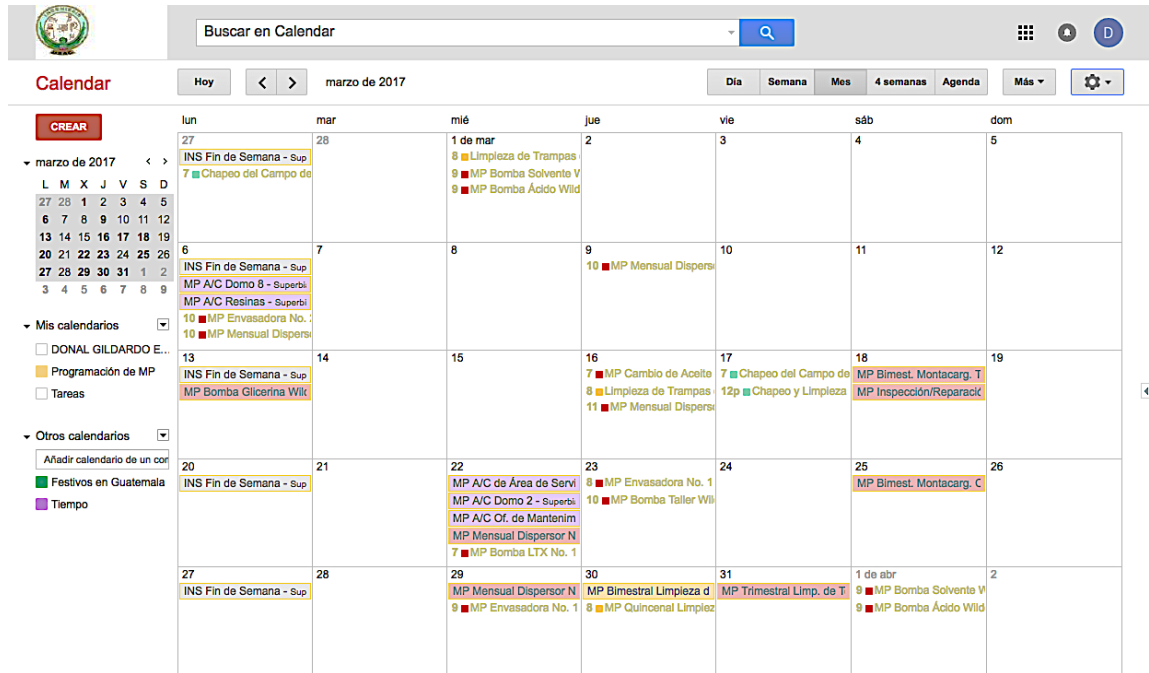 Buscar en Calendar
D
Calendar
Hoy
marzo de 2017
Día Semana Mes 4 semanas Agenda
Más
CREAR
marzo de 2017
L M X J V S D
27 28 1 2 3 4 5
6 7 8 9 10 11 12
13 14 15 16 17 18 19
20 21 22 23 24 25 26
27 28 29 30 31 1 2
3 4 5 6 7 8 9
Mis calendarios
DONAL GILDARDO E...
Programación de MP
Tareas
Otros calendarios
Añadir calendario de un cor
Festivos en Guatemala
Tiempo
lun mar mié jue vie sáb dom
27 28 1 de mar 2 3 4 5
INS Fin de Semana - Sup
7 Chapeo del Campo de
8 Limpieza de Trampas
9 MP Bomba Solvente W
9 MP Bomba Ácido Wild
6 7 8 9 10 11 12
INS Fin de Semana - Sup
MP A/C Domo 8 - Superbi
MP A/C Resinas - Superbi
10 MP Envasadora No. 2
10 MP Mensual Disperso
10 MP Mensual Disperso
13 14 15 16 17 18 19
INS Fin de Semana - Sup
MP Bomba Glicerina Wild
7 MP Cambio de Aceite
8 Limpieza de Trampas
11 MP Mensual Disperso
7 Chapeo del Campo de
12p Chapeo y Limpieza
MP Bimest. Montacarg. T
MP Inspección/Reparació
20 21 22 23 24 25 26
INS Fin de Semana - Sup
MP A/C de Área de Servi
MP A/C Domo 2 - Superbi
MP A/C Of. de Mantenim
MP Mensual Dispersor N
7 MP Bomba LTX No. 1
8 MP Envasadora No. 1
10 MP Bomba Taller Wil
MP Bimest. Montacarg. C
27 28 29 30 31 1 de abr 2
INS Fin de Semana - Sup
MP Mensual Dispersor N
9 MP Envasadora No. 1
MP Bimestral Limpieza d
8 MP Quincenal Limpiez
MP Trimestral Limp. de T
9 MP Bomba Solvente W
9 MP Bomba Ácido Wild